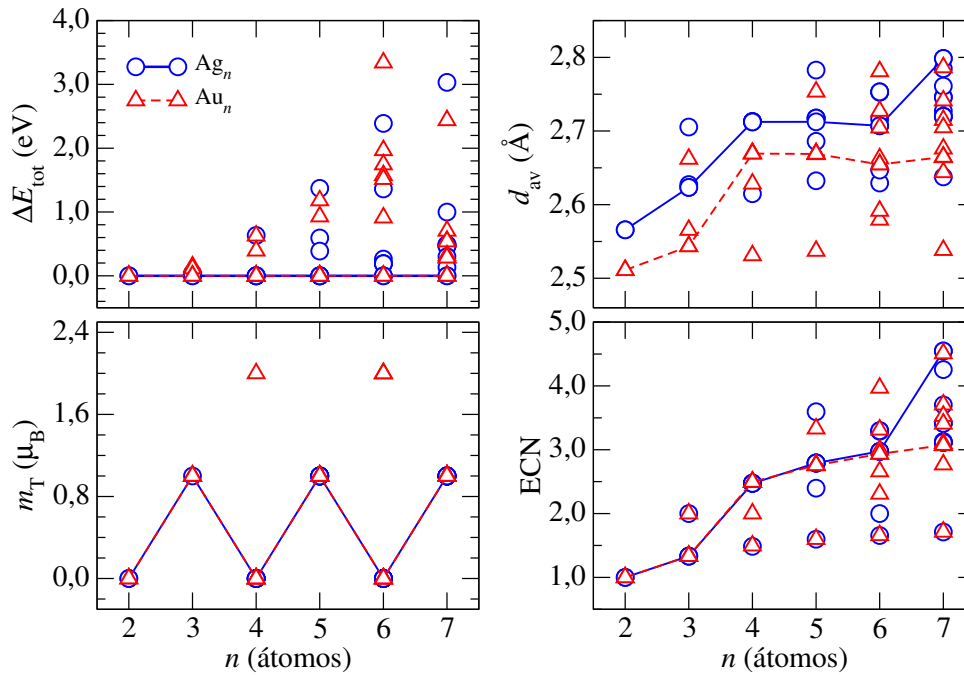 4,0
3,0
2,0
1,0
0,0
ΔE_tot (eV)
Ag_n
Au_n
2,8
2,7
2,6
2,5
d_av (Å)
2,4
1,6
0,8
0,0
m_T (μ_B)
2 3 4 5 6 7
n (átomos)
5,0
4,0
3,0
2,0
1,0
ECN
2 3 4 5 6 7
n (átomos)